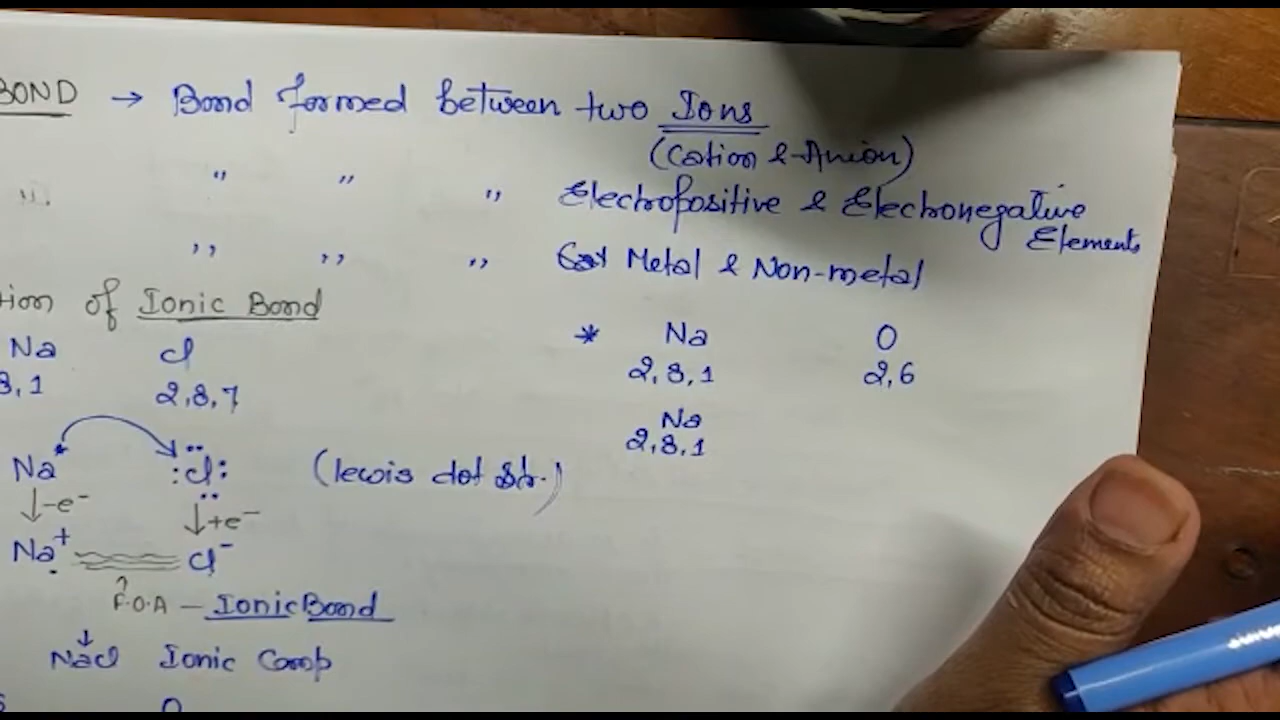 BOND → Bond formed between two Ions
(Cation & Anion)
" " " Electropositive & Electronegative
Elements
" " " Metal & Non-metal
tion of Ionic Bond
* Na O
2,8,1 2,6
Na
2,8,1
Na Cl
8,1 2,8,7
Na Cl (lewis dot str.)
↓-e⁻ ↓+e⁻
Na⁺ Cl⁻
F.O.A — Ionic Bond
↓
NaCl Ionic Comp